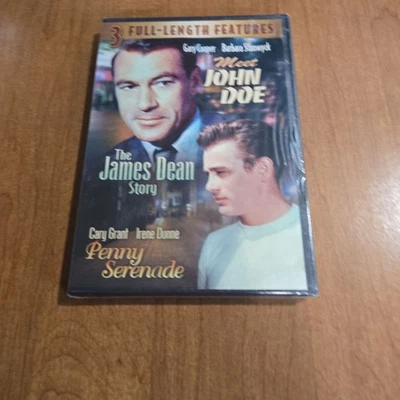 3 FULL-LENGTH FEATURES
Gary Cooper Barbara Stanwyck
Meet
JOHN
DOE
The
James Dean
Story
Cary Grant Irene Dunne
Penny
Serenade